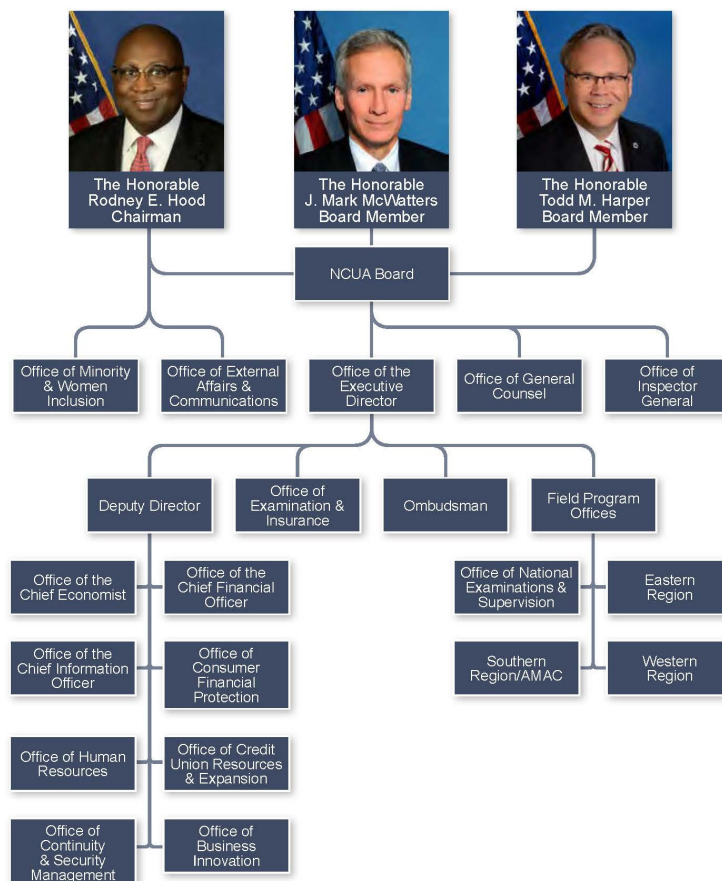 The Honorable
Rodney E. Hood
Chairman
The Honorable
J. Mark McWatters
Board Member
The Honorable
Todd M. Harper
Board Member
NCUA Board
Office of Minority
& Women
Inclusion
Office of External
Affairs &
Communications
Office of the
Executive
Director
Office of General
Counsel
Office of
Inspector
General
Deputy Director
Office of
Examination &
Insurance
Ombudsman
Field Program
Offices
Office of the
Chief Economist
Office of the
Chief Financial
Officer
Office of National
Examinations &
Supervision
Eastern
Region
Office of the
Chief Information
Officer
Office of
Consumer
Financial
Protection
Southern
Region/AMAC
Western
Region
Office of Human
Resources
Office of Credit
Union Resources
& Expansion
Office of
Continuity
& Security
Management
Office of
Business
Innovation